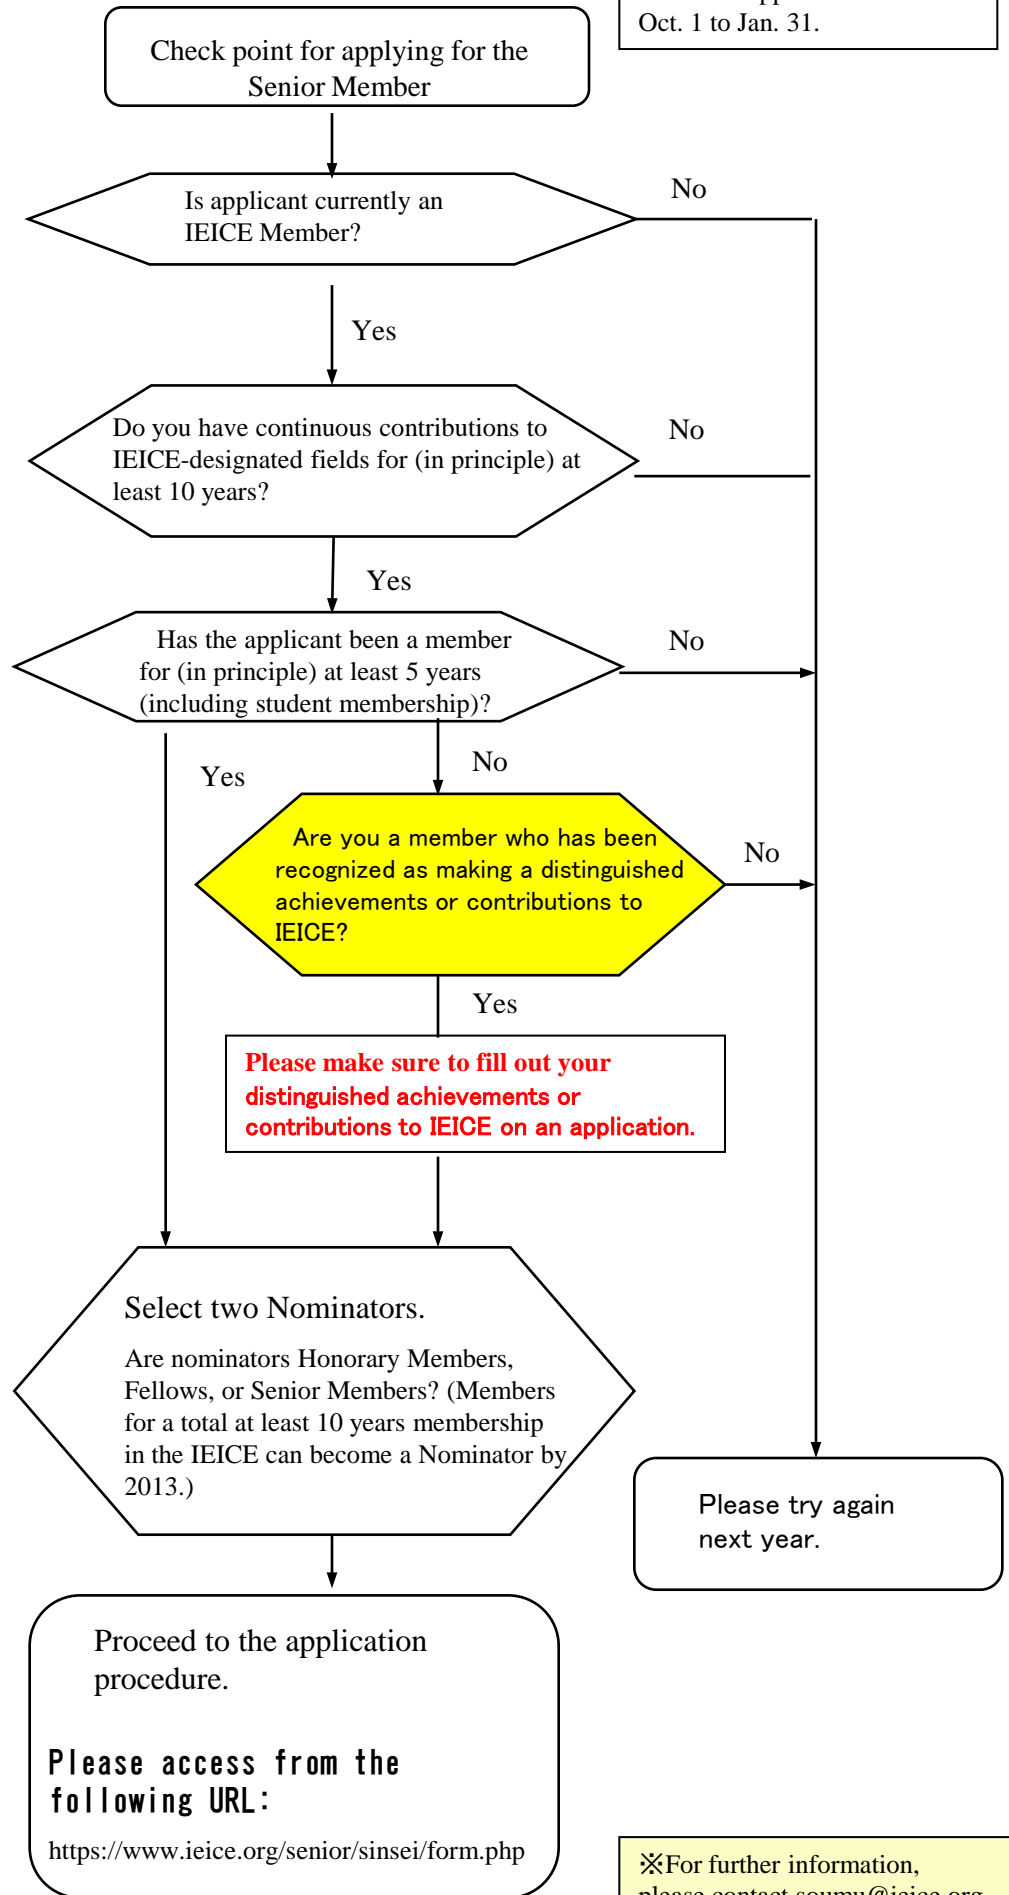 Oct. 1 to Jan. 31.
Check point for applying for the
Senior Member
Is applicant currently an
IEICE Member?
No
Yes
Do you have continuous contributions to
IEICE-designated fields for (in principle) at
least 10 years?
No
Yes
Has the applicant been a member
for (in principle) at least 5 years
(including student membership)?
No
Yes
No
Are you a member who has been
recognized as making a distinguished
achievements or contributions to
IEICE?
No
Yes
Please make sure to fill out your
distinguished achievements or
contributions to IEICE on an application.
Select two Nominators.
Are nominators Honorary Members,
Fellows, or Senior Members? (Members
for a total at least 10 years membership
in the IEICE can become a Nominator by
2013.)
Please try again
next year.
Proceed to the application
procedure.
Please access from the
following URL:
https://www.ieice.org/senior/sinsei/form.php
※For further information,
please contact soumu@ieice.org